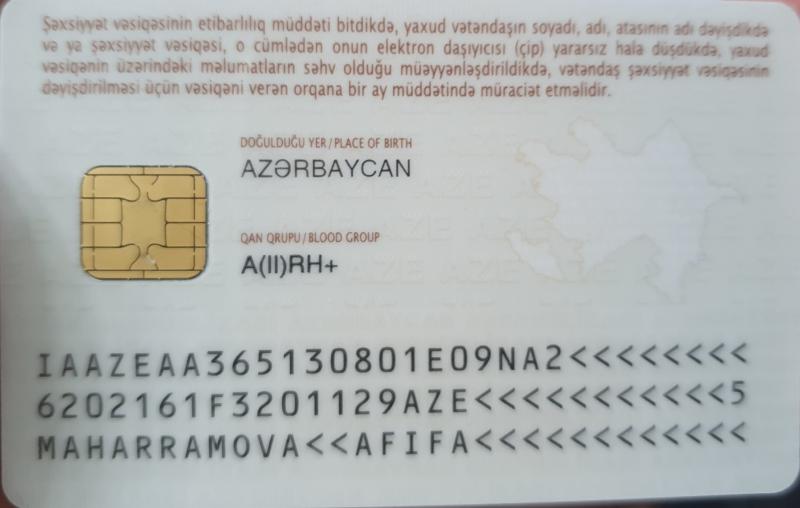 Şəxsiyyət vəsiqəsinin etibarlılıq müddəti bitdikdə, yaxud vətəndaşın soyadı, adı, atasının adı dəyişdikdə
və ya şəxsiyyət vəsiqəsi, o cümlədən onun elektron daşıyıcısı (çip) yararsız hala düşdükdə, yaxud
vəsiqənin üzərindəki məlumatların səhv olduğu müəyyənləşdirildikdə, vətəndaş şəxsiyyət vəsiqəsinin
dəyişdirilməsi üçün vəsiqəni verən orqana bir ay müddətində müraciət etməlidir.
DOĞULDUĞU YER/PLACE OF BIRTH
AZƏRBAYCAN
QAN QRUPU/BLOOD GROUP
A(II)RH+
IAAZEAA365130801E09NA2<<<<<<<<
6202161F3201129AZE<<<<<<<<<<<5
MAHARRAMOVA<<AFIFA<<<<<<<<<<<<